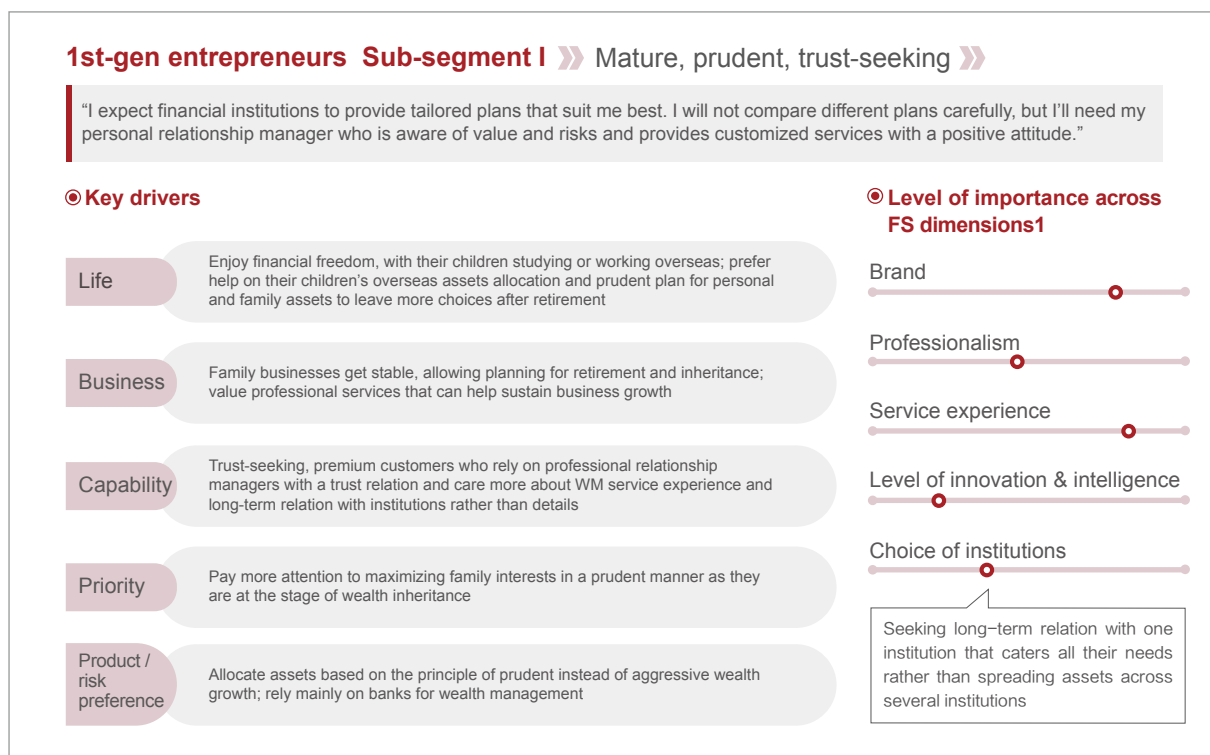 1st-gen entrepreneurs Sub-segment I Mature, prudent, trust-seeking
“I expect financial institutions to provide tailored plans that suit me best. I will not compare different plans carefully, but I’ll need my
personal relationship manager who is aware of value and risks and provides customized services with a positive attitude.”
Key drivers
Life
Enjoy financial freedom, with their children studying or working overseas; prefer
help on their children’s overseas assets allocation and prudent plan for personal
and family assets to leave more choices after retirement
Business
Family businesses get stable, allowing planning for retirement and inheritance;
value professional services that can help sustain business growth
Capability
Trust-seeking, premium customers who rely on professional relationship
managers with a trust relation and care more about WM service experience and
long-term relation with institutions rather than details
Priority
Pay more attention to maximizing family interests in a prudent manner as they
are at the stage of wealth inheritance
Product /
risk
preference
Allocate assets based on the principle of prudent instead of aggressive wealth
growth; rely mainly on banks for wealth management
Level of importance across
FS dimensions1
Brand
Professionalism
Service experience
Level of innovation & intelligence
Choice of institutions
Seeking long-term relation with one
institution that caters all their needs
rather than spreading assets across
several institutions